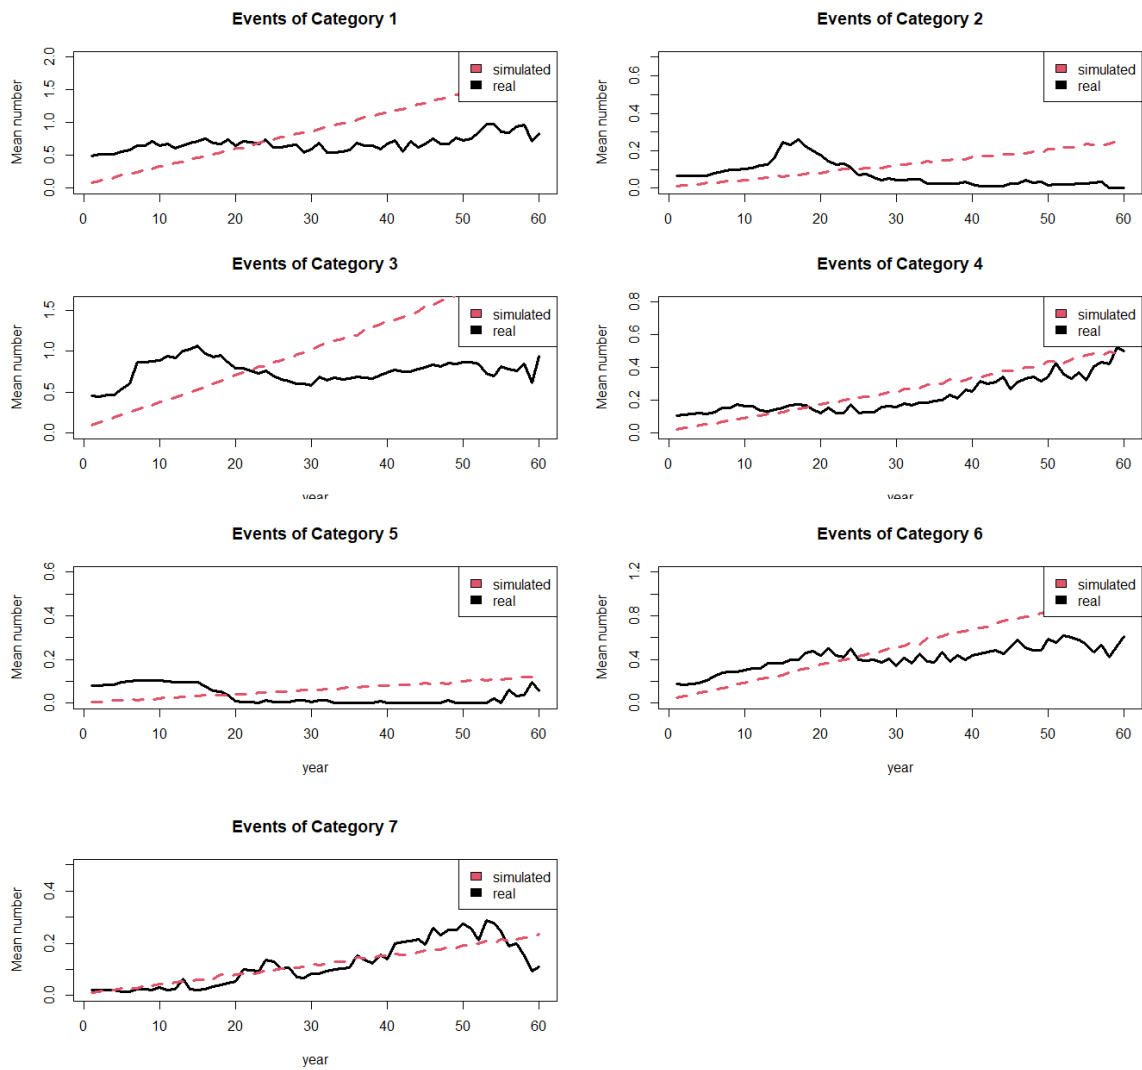 Events of Category 1
Mean number
0.0 0.5 1.0 1.5 2.0
simulated
real
0 10 20 30 40 50 60
Events of Category 2
Mean number
0.0 0.2 0.4 0.6
simulated
real
0 10 20 30 40 50 60
Events of Category 3
Mean number
0.0 0.5 1.0 1.5
simulated
real
0 10 20 30 40 50 60
year
Events of Category 4
Mean number
0.0 0.2 0.4 0.6 0.8
simulated
real
0 10 20 30 40 50 60
year
Events of Category 5
Mean number
0.0 0.2 0.4 0.6
simulated
real
0 10 20 30 40 50 60
year
Events of Category 6
Mean number
0.0 0.4 0.8 1.2
simulated
real
0 10 20 30 40 50 60
year
Events of Category 7
Mean number
0.0 0.2 0.4
simulated
real
0 10 20 30 40 50 60
year